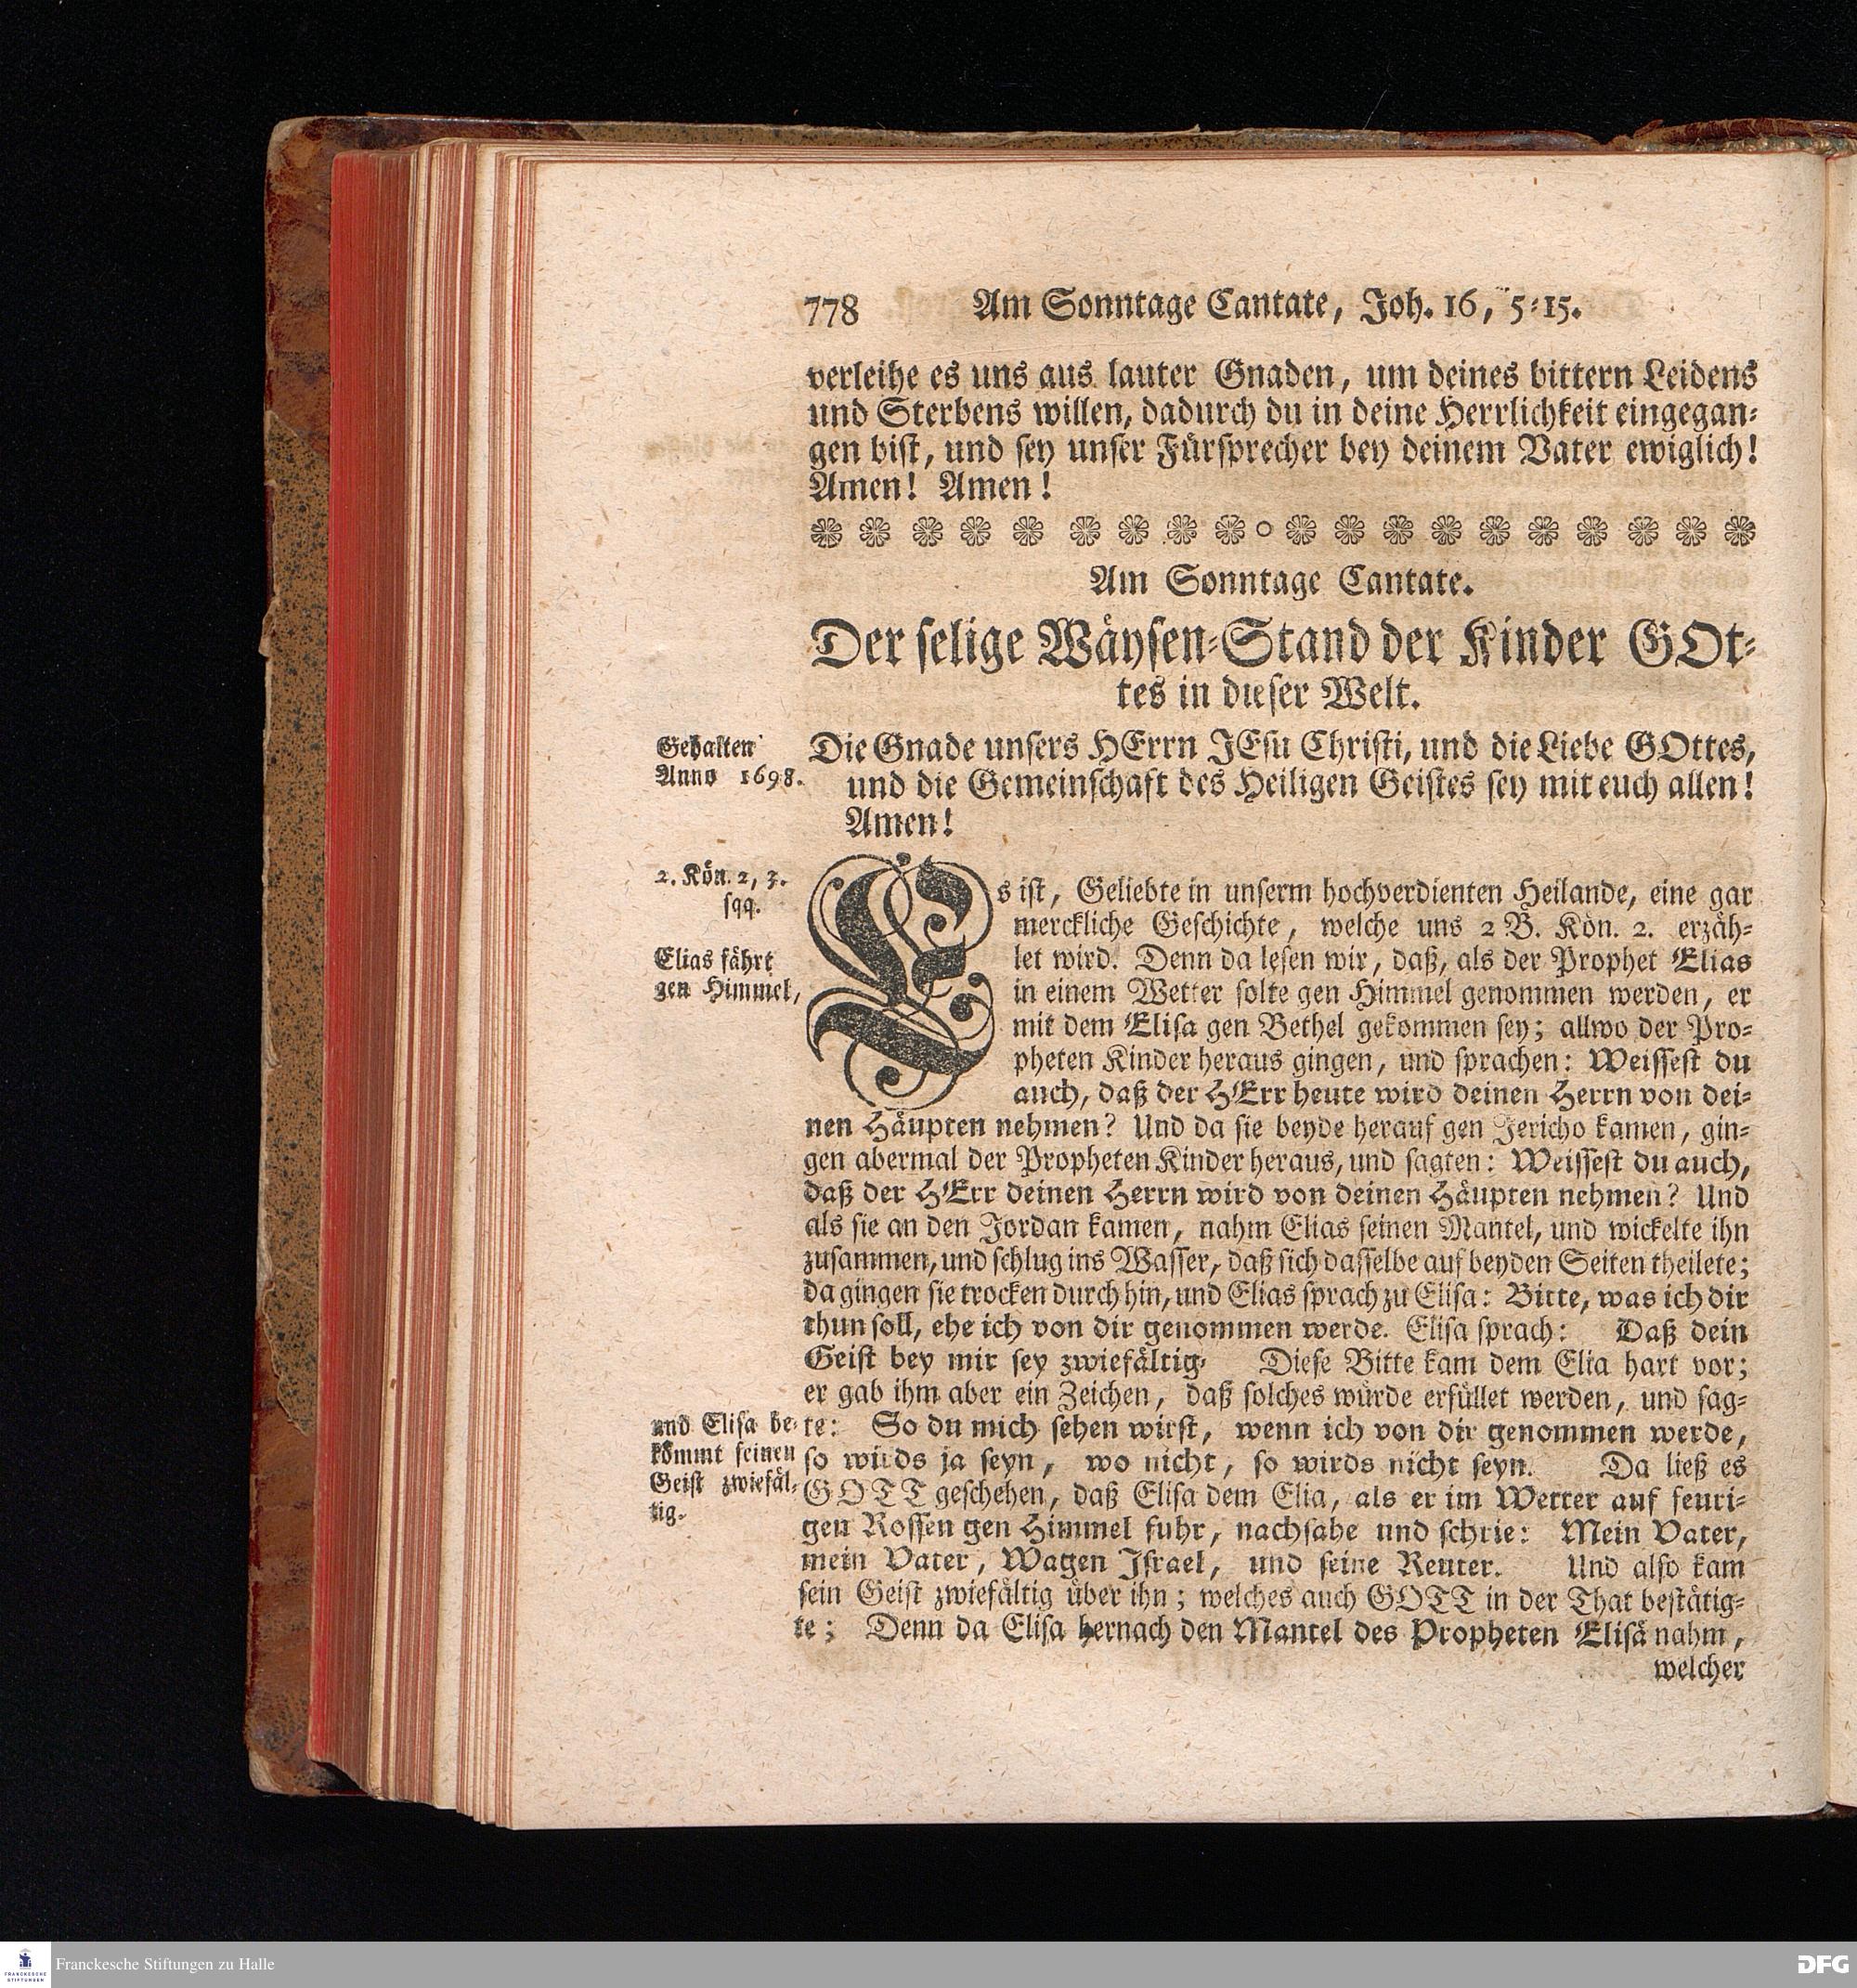 778 Am Sonntage Cantate, Joh. 16, 5-15.
verleihe es uns aus lauter Gnaden, um deines bittern Leidens
und Sterbens willen, dadurch du in deine Herrlichkeit eingegan-
gen bist, und sey unser Fürsprecher bey deinem Vater ewiglich!
Amen! Amen!
Am Sonntage Cantate.
Der selige Wäysen-Stand der Kinder GOt-
tes in dieser Welt.
Gehalten
Anno 1698.
Die Gnade unsers HErrn JEsu Christi, und die Liebe GOttes,
und die Gemeinschaft des Heiligen Geistes sey mit euch allen!
Amen!
2. Kön. 2, 3.
sqq.
Elias fährt
gen Himmel,
Es ist, Geliebte in unserm hochverdienten Heilande, eine gar
merckliche Geschichte, welche uns 2 B. Kön. 2. erzäh-
let wird. Denn da lesen wir, daß, als der Prophet Elias
in einem Wetter solte gen Himmel genommen werden, er
mit dem Elisa gen Bethel gekommen sey; allwo der Pro-
pheten Kinder heraus gingen, und sprachen: Weissest du
auch, daß der HErr heute wird deinen Herrn von dei-
nen Häupten nehmen? Und da sie beyde herauf gen Jericho kamen, gin-
gen abermal der Propheten Kinder heraus, und sagten: Weissest du auch,
daß der HErr deinen Herrn wird von deinen Häupten nehmen? Und
als sie an den Jordan kamen, nahm Elias seinen Mantel, und wickelte ihn
zusammen, und schlug ins Wasser, daß sich dasselbe auf beyden Seiten theilete;
da gingen sie trocken durch hin, und Elias sprach zu Elisa: Bitte, was ich dir
thun soll, ehe ich von dir genommen werde. Elisa sprach: Daß dein
Geist bey mir sey zwiefältig. Diese Bitte kam dem Elia hart vor;
er gab ihm aber ein Zeichen, daß solches würde erfüllet werden, und sag-
te: So du mich sehen wirst, wenn ich von dir genommen werde,
so wirds ja seyn, wo nicht, so wirds nicht seyn. Da ließ es
GOTT geschehen, daß Elisa dem Elia, als er im Wetter auf feuri-
gen Rossen gen Himmel fuhr, nachsahe und schrie: Mein Vater,
mein Vater, Wagen Israel, und seine Reuter. Und also kam
sein Geist zwiefältig über ihn; welches auch GOTT in der That bestätig-
te; Denn da Elisa hernach den Mantel des Propheten Elisä nahm,
und Elisa be-
kömmt seinen
Geist zwiefäl-
tig.
welcher
FRANCKESCHE
STIFTUNGEN
Franckesche Stiftungen zu Halle
DFG